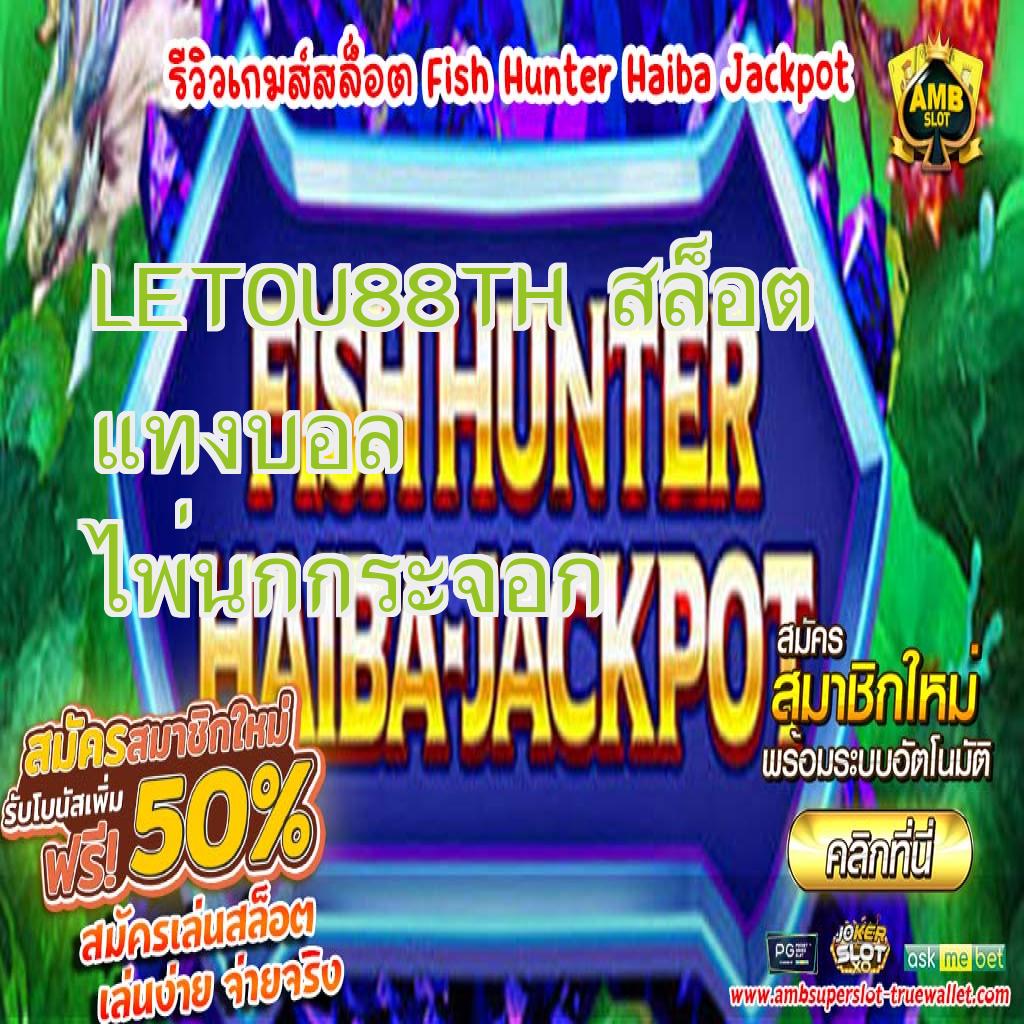 รีวิวเกมส์สล็อต Fish Hunter Haiba Jackpot
AMB
SLOT
LETOU88TH สล็อต
FISH HUNTER
แทงบอล
ไพ่นกกระจอก
HAIBA·JACKPOT
สมัคร
สมาชิกใหม่
พร้อมระบบอัตโนมัติ
คลิกที่นี่
สมัครสมาชิกใหม่
รับโบนัสเพิ่ม
ฟรี! 50%
สมัครเล่นสล็อต
เล่นง่าย จ่ายจริง
PG
JOKER
SLOT
XO
ask me bet
www.ambsuperslot-truewallet.com